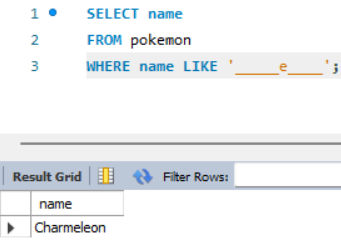 1 SELECT name
2 FROM pokemon
3 WHERE name LIKE '_____e____';
Result Grid Filter Rows:
name
Charmeleon